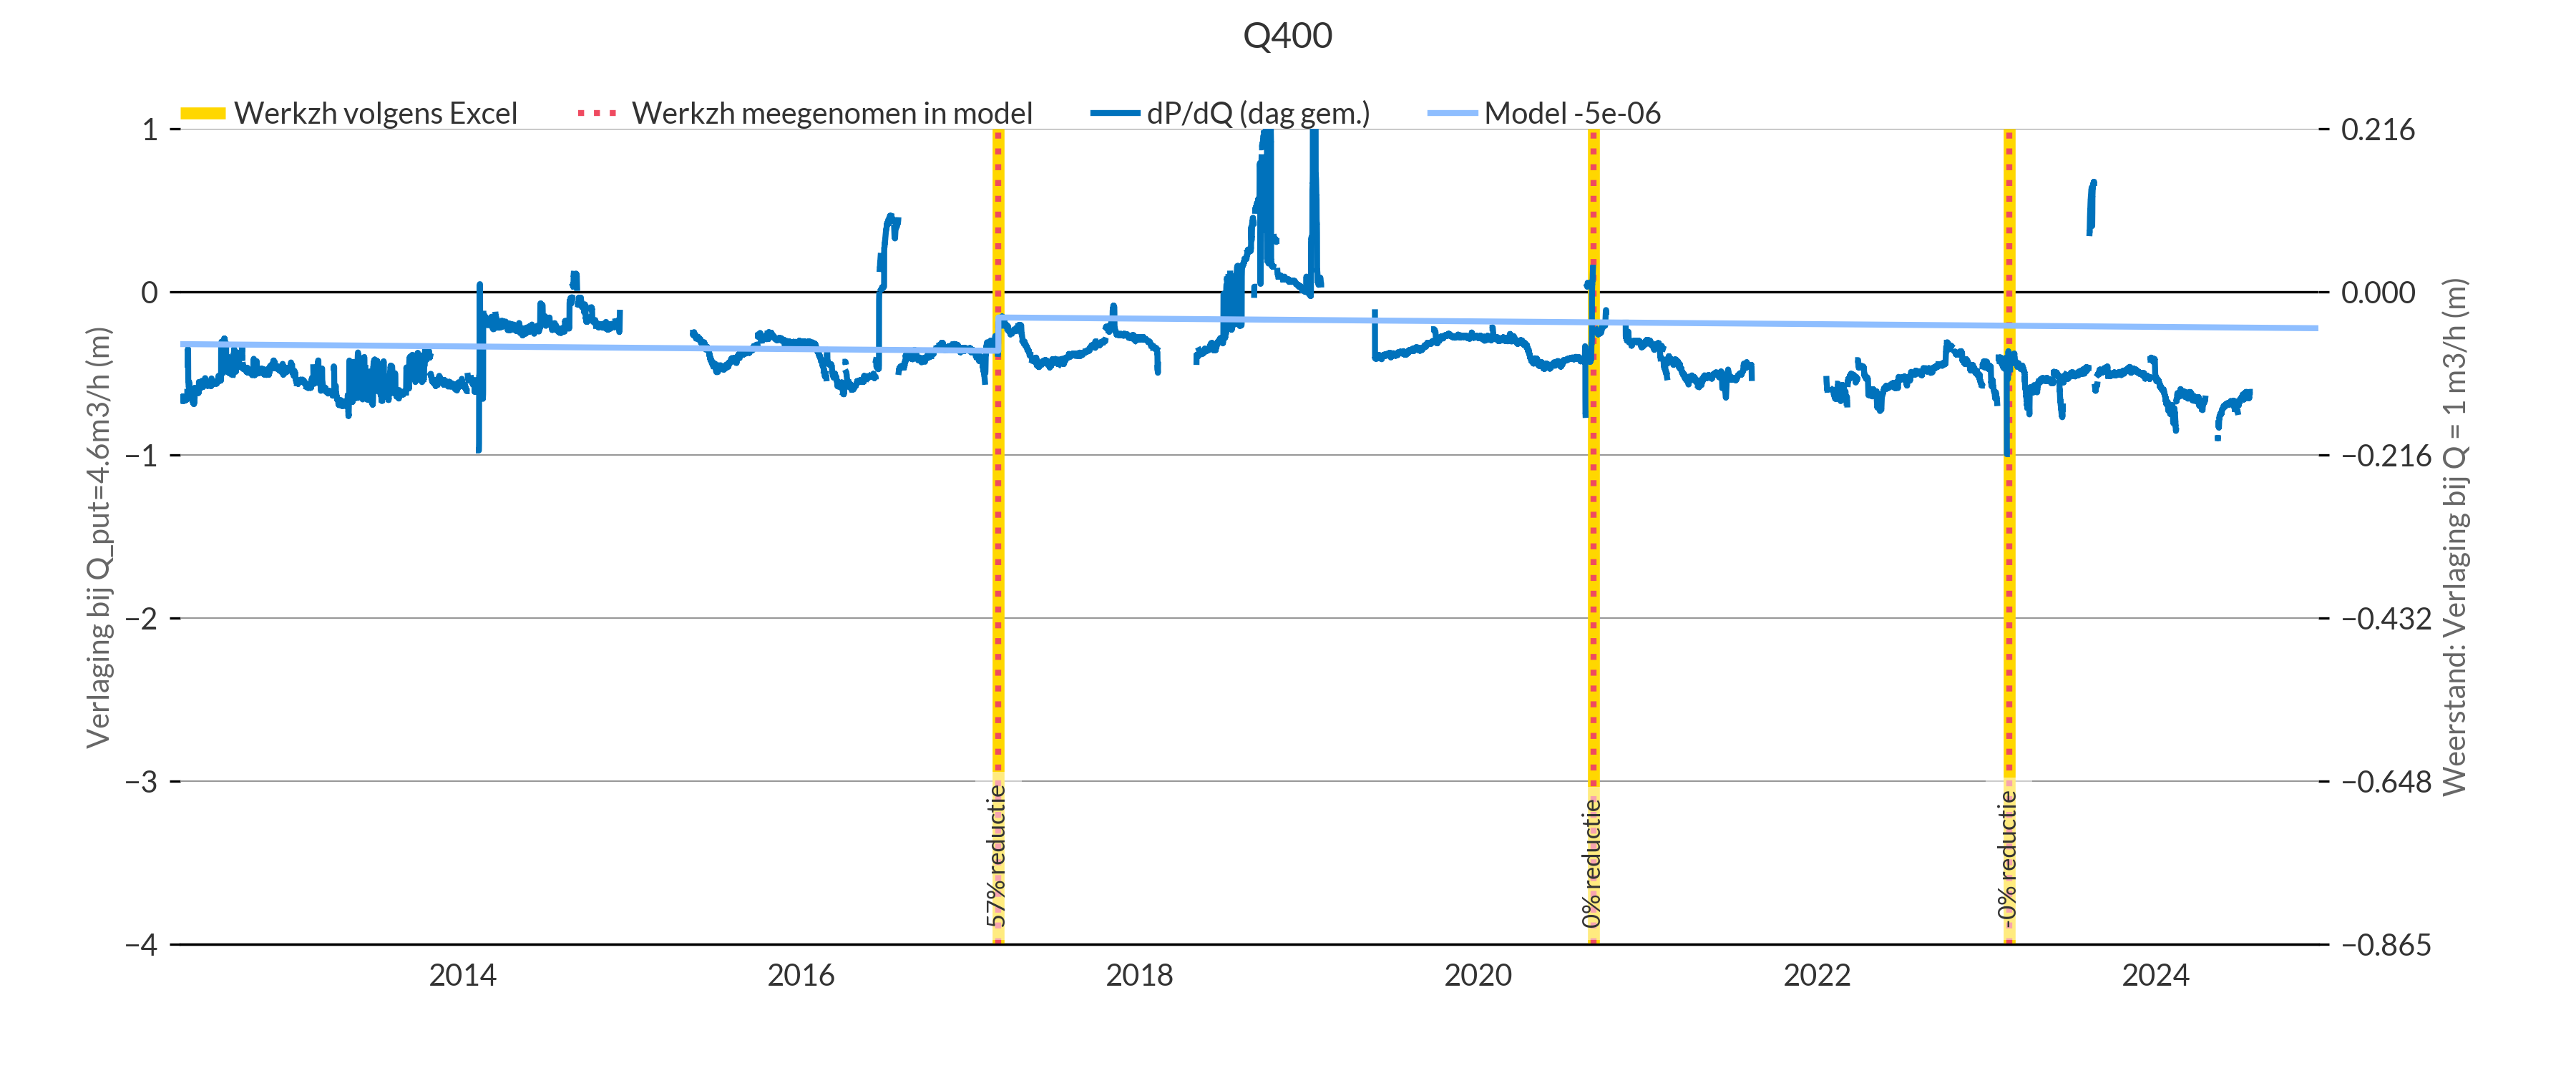 Q400
Werkzh volgens Excel
Werkzh meegenomen in model
dP/dQ (dag gem.)
Model -5e-06
1
0
−1
−2
−3
−4
Verlaging bij Q_put=4.6m3/h (m)
0.216
0.000
−0.216
−0.432
−0.648
−0.865
Weerstand: Verlaging bij Q = 1 m3/h (m)
57% reductie
0% reductie
-0% reductie
2014
2016
2018
2020
2022
2024